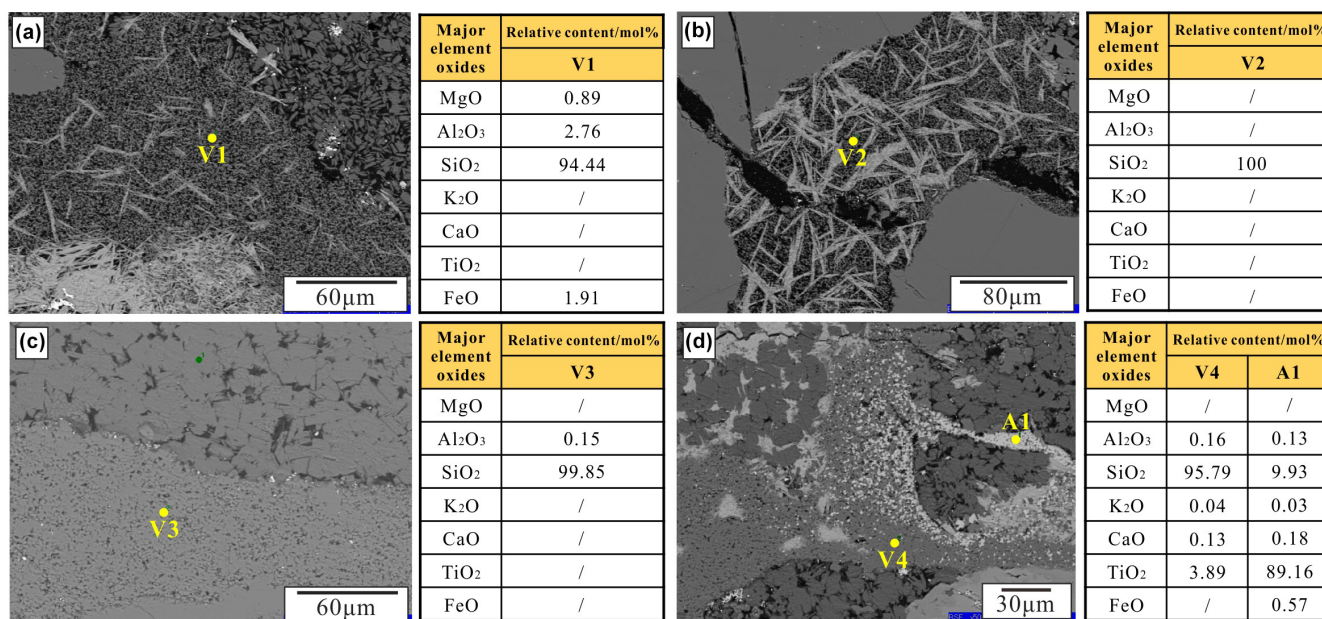 (a)
V1
60μm
Major element oxides Relative content/mol%
V1
MgO 0.89
Al₂O₃ 2.76
SiO₂ 94.44
K₂O /
CaO /
TiO₂ /
FeO 1.91
(b)
V2
80μm
Major element oxides Relative content/mol%
V2
MgO /
Al₂O₃ /
SiO₂ 100
K₂O /
CaO /
TiO₂ /
FeO /
(c)
V3
60μm
Major element oxides Relative content/mol%
V3
MgO /
Al₂O₃ 0.15
SiO₂ 99.85
K₂O /
CaO /
TiO₂ /
FeO /
(d)
A1
V4
30μm
Major element oxides Relative content/mol%
V4 A1
MgO / /
Al₂O₃ 0.16 0.13
SiO₂ 95.79 9.93
K₂O 0.04 0.03
CaO 0.13 0.18
TiO₂ 3.89 89.16
FeO / 0.57